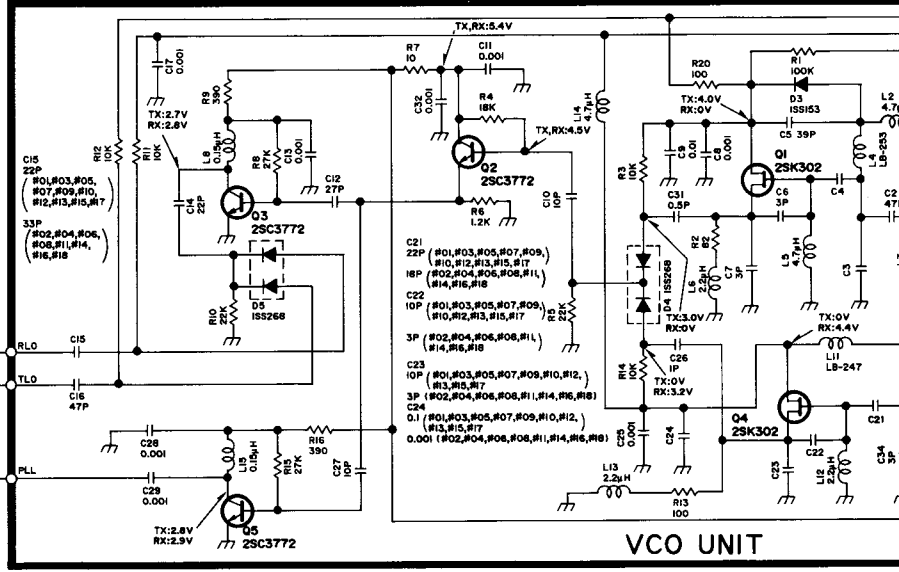 TX,RX:5.4V
C17
0.001
R9
390
R7
10
C11
0.001
C32
0.001
R4
18K
L14
4.7μH
R20
100
R1
100K
D3
ISS153
L2
4.7μ
TX:2.7V
RX:2.8V
TX:4.0V
RX:0V
C5 39P
L4
LB-253
R12
10K
R11
10K
L8
0.15μH
R8
27K
C13
0.001
TX,RX:4.5V
R3
10K
C9
0.01
C8
0.001
Q1
2SK302
C15
22P
(#01,#03,#05,
#07,#09,#10,
#12,#13,#15,#17)
33P
(#02,#04,#06,
#08,#11,#14,
#16,#18)
C14
22P
Q3
2SC3772
C12
27P
Q2
2SC3772
R6
1.2K
C10
10P
C31
0.5P
C6
3P
C4
C2
47
R2
82
L6
2.2μH
C7
3P
L5
4.7μH
C3
C21
22P (#01,#03,#05,#07,#09,
#10,#12,#13,#15,#17)
18P (#02,#04,#06,#08,#11,
#14,#16,#18)
C22
10P (#01,#03,#05,#07,#09,
#10,#12,#13,#15,#17)
3P (#02,#04,#06,#08,#11,
#14,#16,#18)
C23
10P (#01,#03,#05,#07,#09,#10,#12,
#13,#15,#17)
3P (#02,#04,#06,#08,#11,#14,#16,#18)
C24
0.1 (#01,#03,#05,#07,#09,#10,#12,
#13,#15,#17)
0.001 (#02,#04,#06,#08,#11,#14,#16,#18)
R10
22K
D5
ISS268
R5
22K
D4 ISS268
TX:3.0V
RX:0V
TX:0V
RX:4.4V
RLO
C15
TLO
C16
47P
R14
10K
C26
1P
TX:0V
RX:3.2V
L11
LB-247
Q4
2SK302
C21
C28
0.001
L15
0.15μH
R15
27K
R16
390
C27
10P
C25
0.001
C24
C22
C23
L12
2.2μH
C34
3P
PLL
C29
0.001
L13
2.2μH
R13
100
TX:2.8V
RX:2.9V
Q5
2SC3772
VCO UNIT